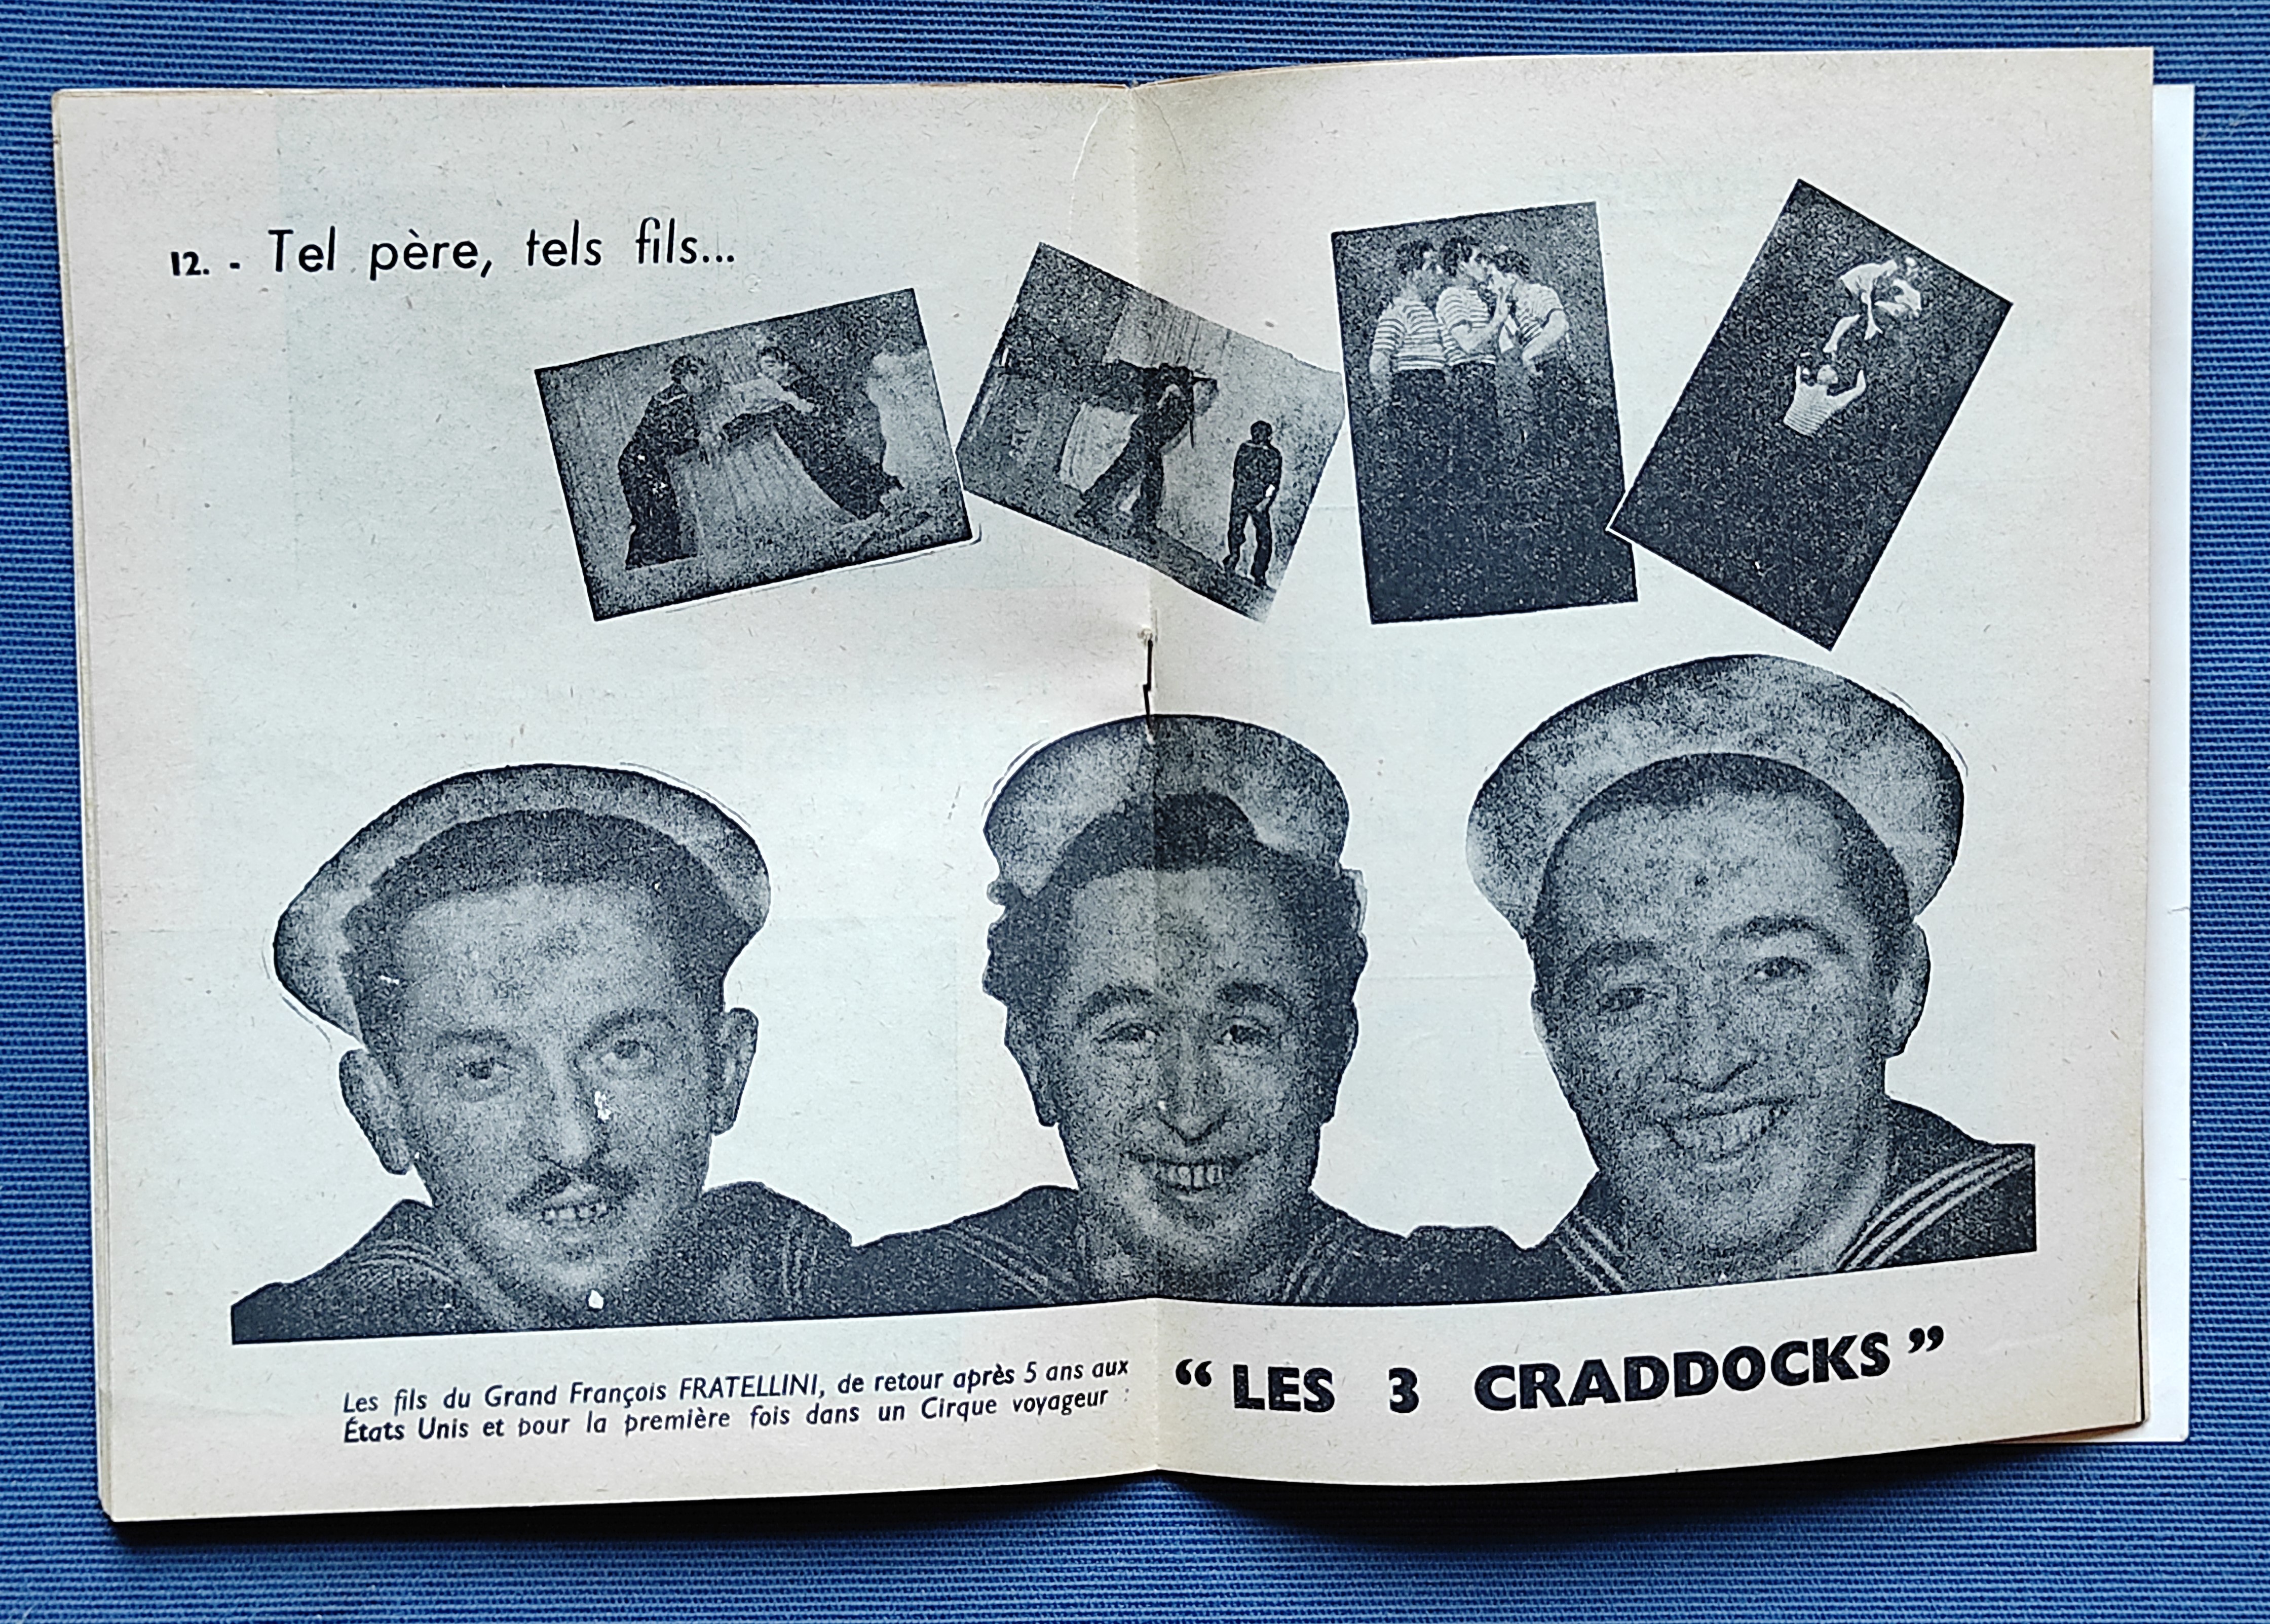 12. - Tel père, tels fils...
Les fils du Grand François FRATELLINI, de retour après 5 ans aux
États Unis et pour la première fois dans un Cirque voyageur :
“ LES 3 CRADDOCKS ”